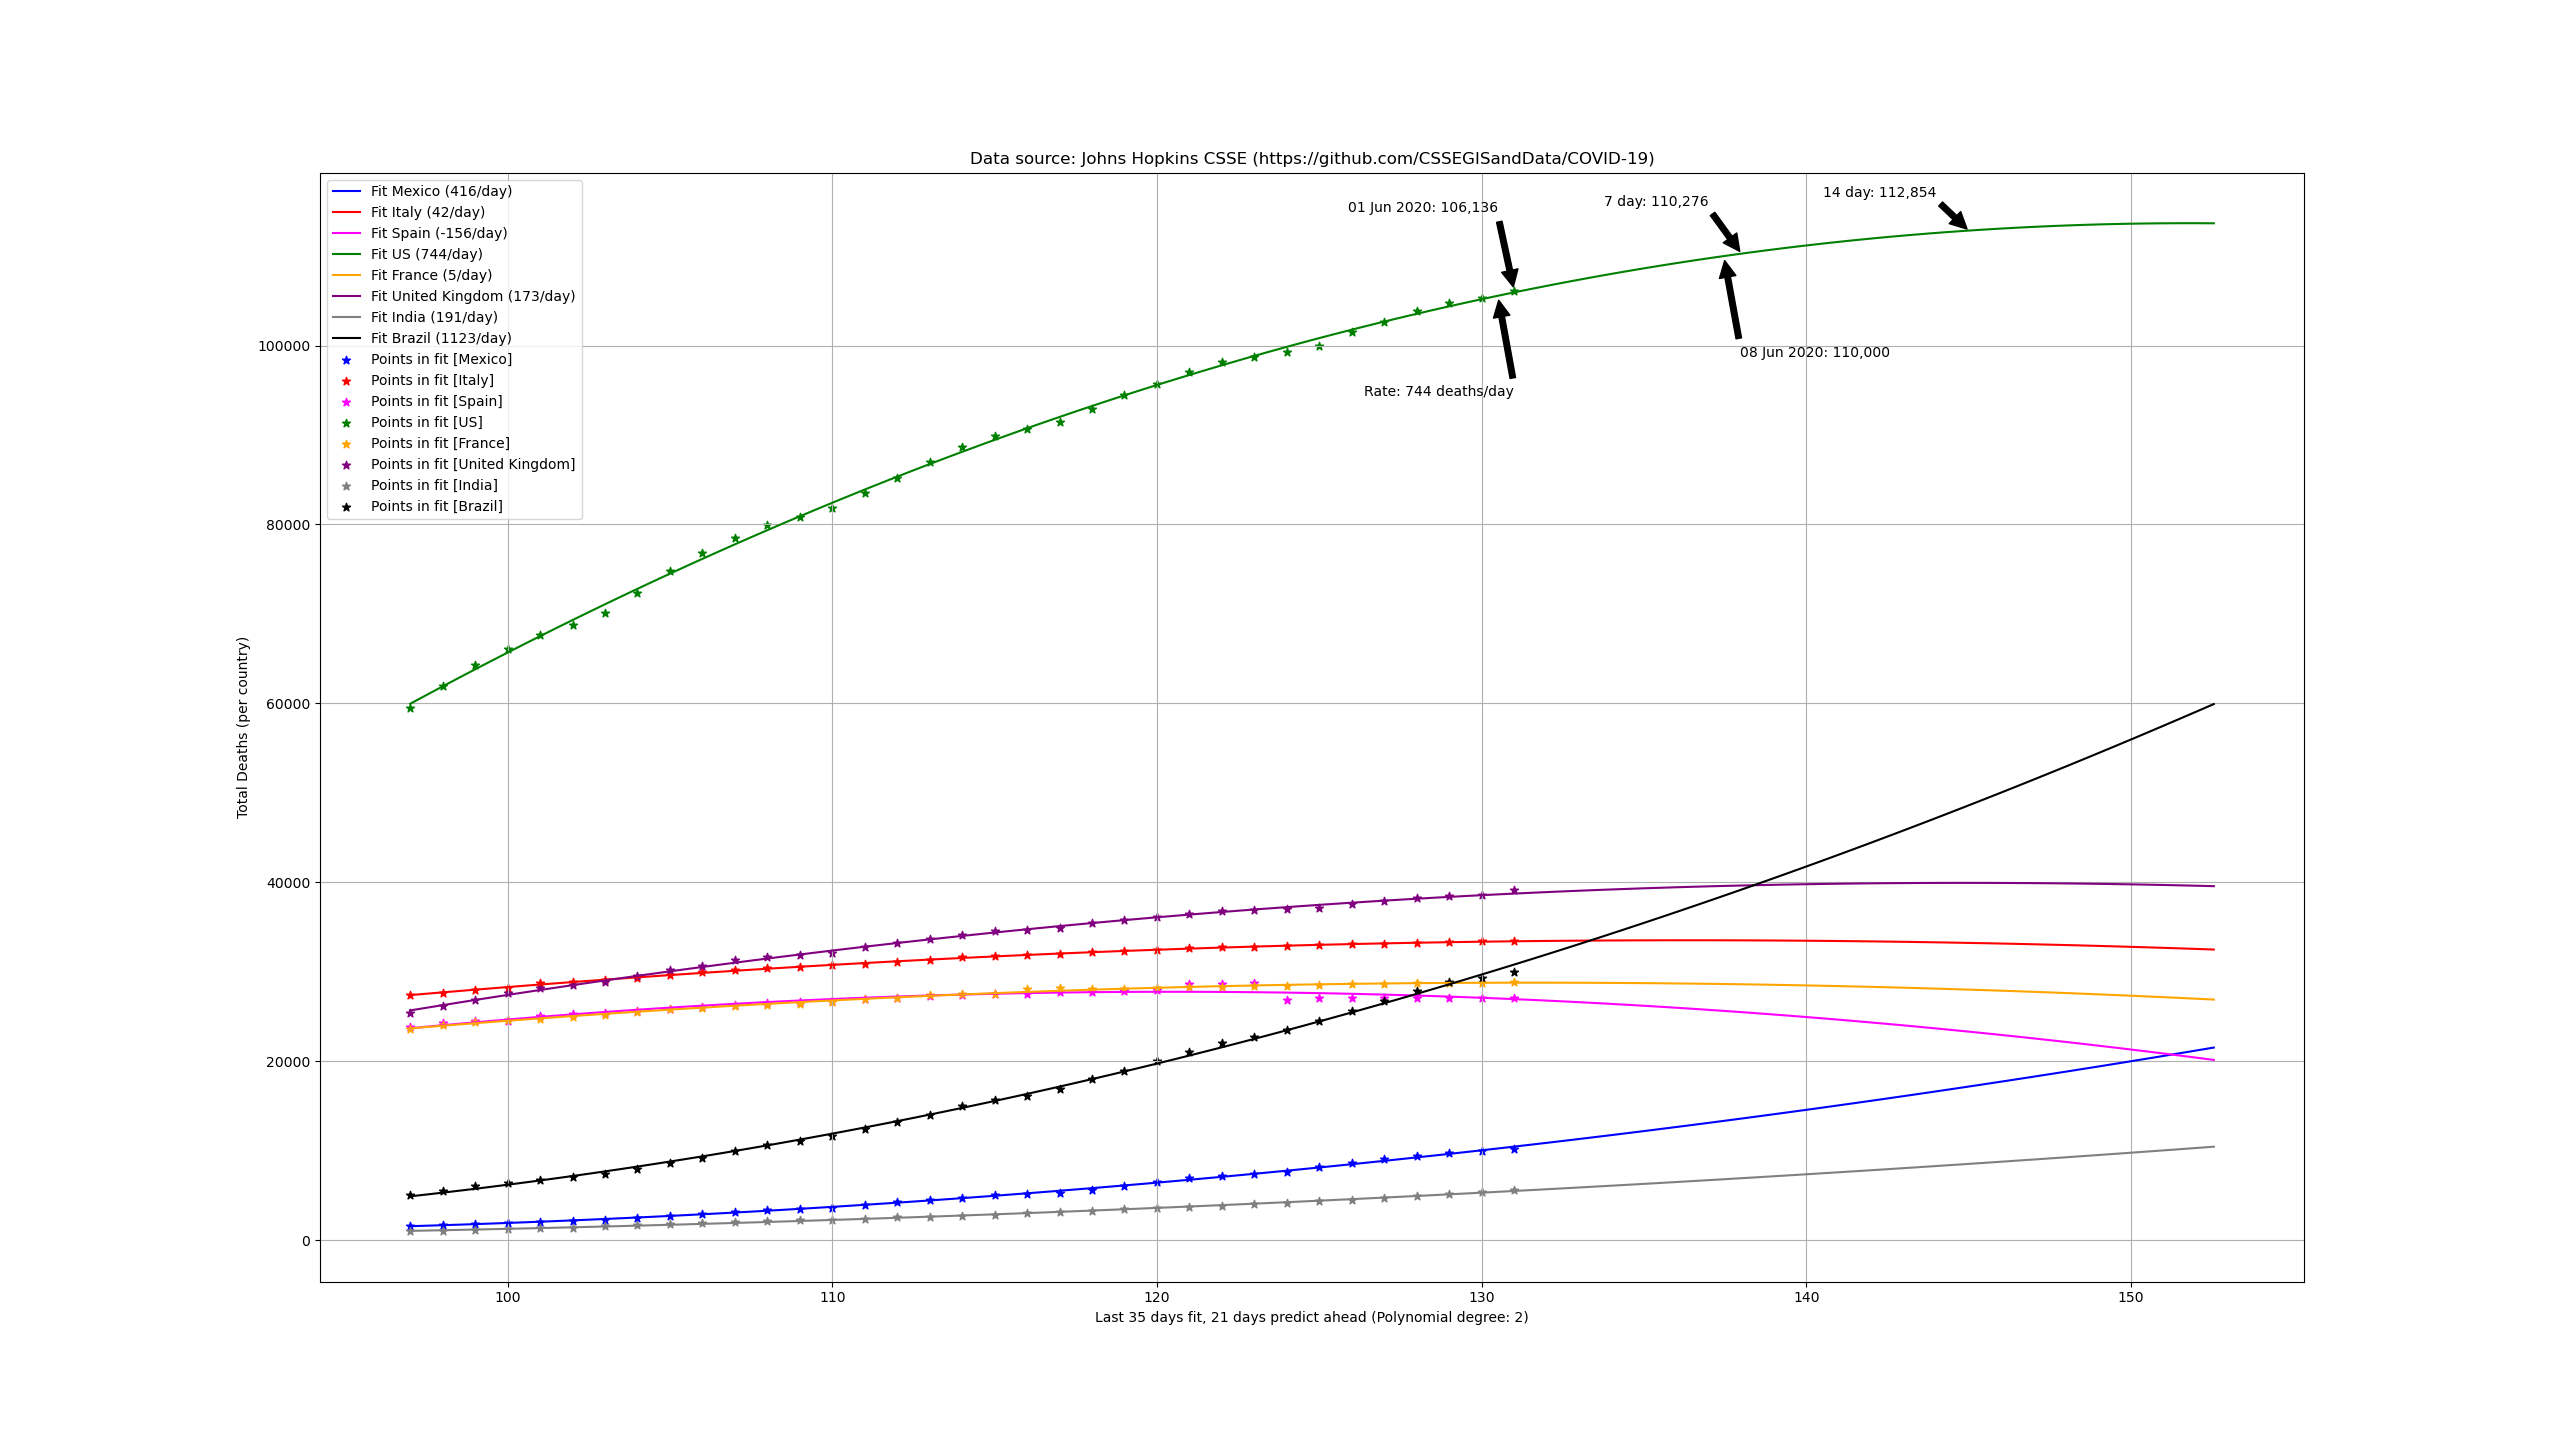 Data source: Johns Hopkins CSSE (https://github.com/CSSEGISandData/COVID-19)
Fit Mexico (416/day)
Fit Italy (42/day)
Fit Spain (-156/day)
Fit US (744/day)
Fit France (5/day)
Fit United Kingdom (173/day)
Fit India (191/day)
Fit Brazil (1123/day)
Points in fit [Mexico]
Points in fit [Italy]
Points in fit [Spain]
Points in fit [US]
Points in fit [France]
Points in fit [United Kingdom]
Points in fit [India]
Points in fit [Brazil]
01 Jun 2020: 106,136
7 day: 110,276
14 day: 112,854
08 Jun 2020: 110,000
Rate: 744 deaths/day
Total Deaths (per country)
100000
80000
60000
40000
20000
0
100 110 120 130 140 150
Last 35 days fit, 21 days predict ahead (Polynomial degree: 2)